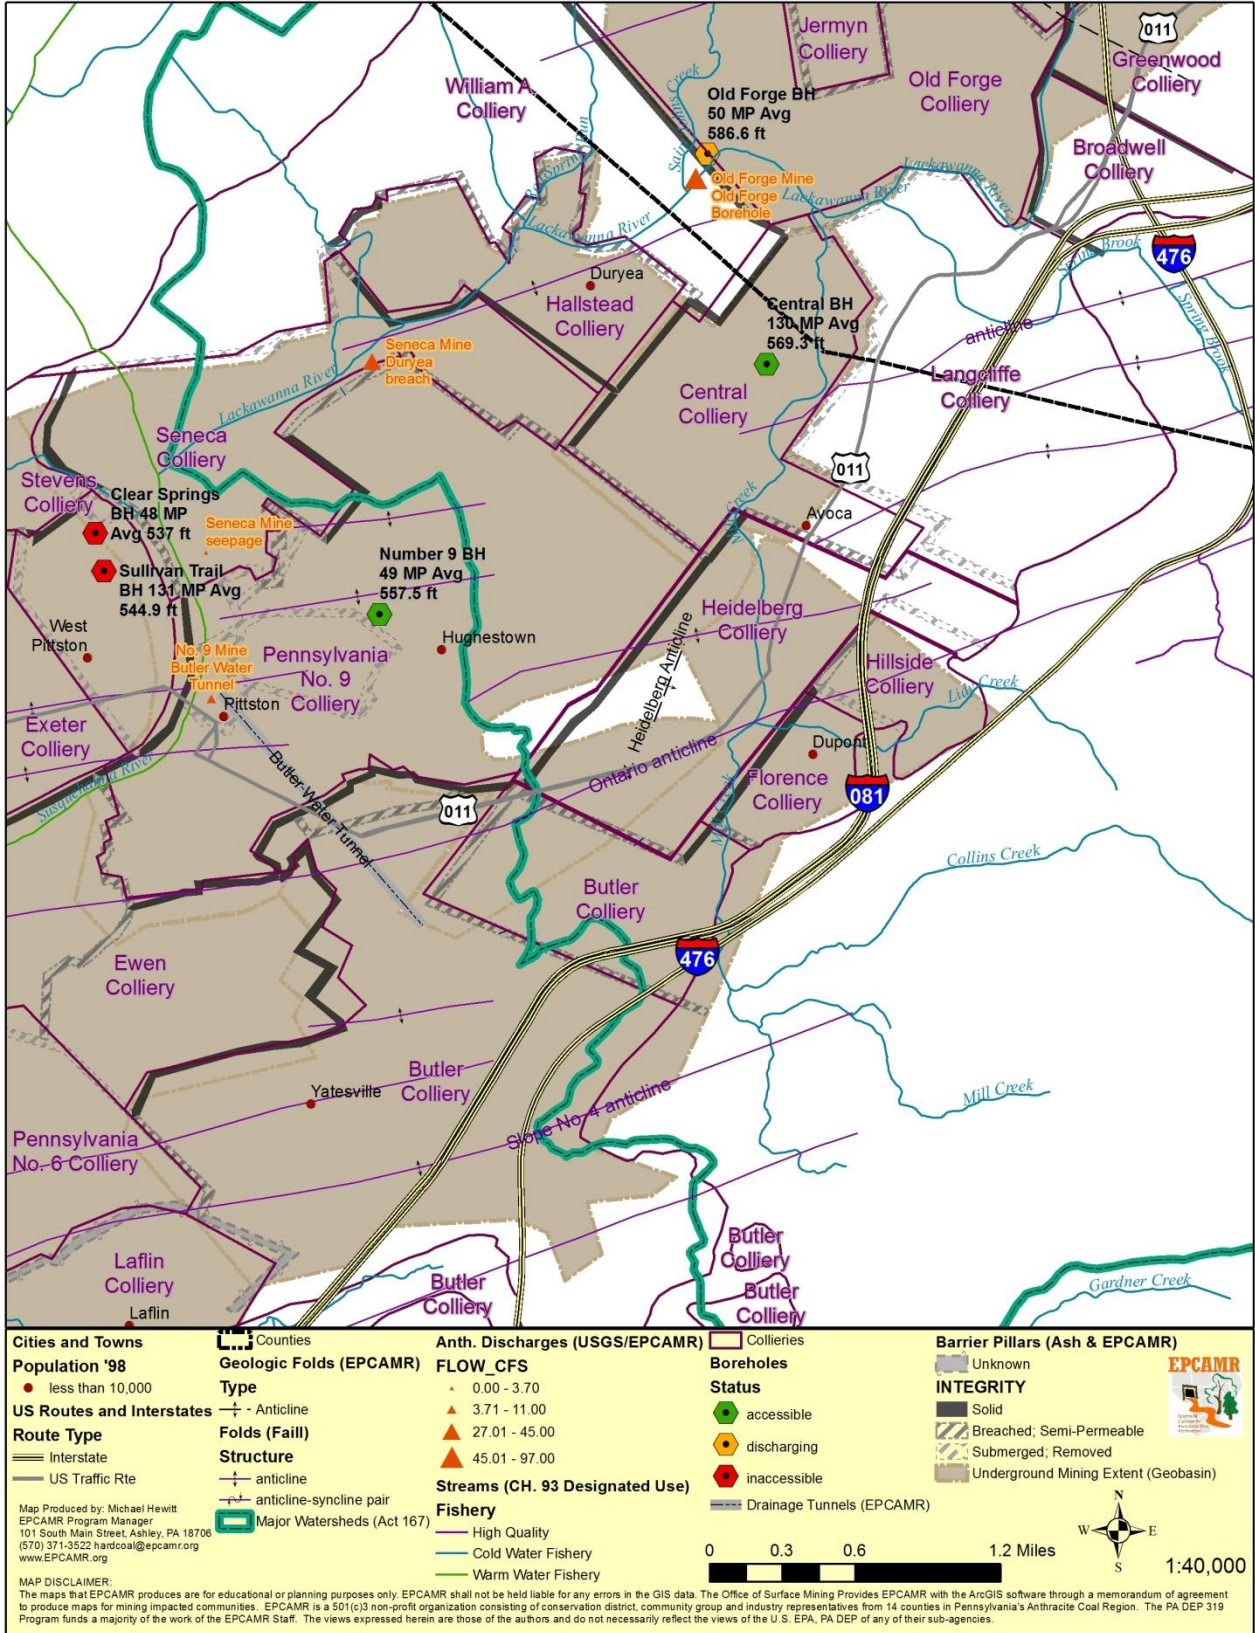 Jermyn
Colliery
011
Greenwood
Colliery
William A
Colliery
Old Forge
Colliery
Old Forge BH
50 MP Avg
586.6 ft
Broadwell
Colliery
Old Forge Mine
Old Forge
Borehole
Lackawanna River
Lackawanna River
Lackawanna River
476
Spring Brook
Spring Brook
Duryea
Hallstead
Colliery
Central BH
130 MP Avg
569.3 ft
anticline
Seneca Mine
Duryea
breach
Langcliffe
Colliery
Central
Colliery
Lackawanna River
Seneca
Colliery
011
Stevens
Colliery
Clear Springs
BH 48 MP
Avg 537 ft
Seneca Mine
seepage
Avoca
Number 9 BH
49 MP Avg
557.5 ft
Sullivan Trail
BH 131 MP Avg
544.9 ft
Heidelberg
Colliery
West
Pittston
Hughestown
No. 9 Mine
Butler Water
Tunnel
Pennsylvania
No. 9
Colliery
Heidelberg Anticline
Hillside
Colliery
Lidy Creek
Pittston
Exeter
Colliery
Dupont
Ontario anticline
Susquehanna River
Butler Water Tunnel
Florence
Colliery
081
011
Collins Creek
Butler
Colliery
Ewen
Colliery
476
Butler
Colliery
Yatesville
Mill Creek
Slope No. 4 anticline
Pennsylvania
No. 6 Colliery
Butler
Colliery
Laflin
Colliery
Butler
Colliery
Butler
Colliery
Gardner Creek
Laflin
Cities and Towns
Population '98
less than 10,000
US Routes and Interstates
Route Type
Interstate
US Traffic Rte
Map Produced by: Michael Hewitt
EPCAMR Program Manager
101 South Main Street, Ashley, PA 18706
(570) 371-3522 hardcoal@epcamr.org
www.EPCAMR.org
Counties
Geologic Folds (EPCAMR)
Type
Anticline
Folds (Faill)
Structure
anticline
anticline-syncline pair
Major Watersheds (Act 167)
Anth. Discharges (USGS/EPCAMR)
FLOW_CFS
0.00 - 3.70
3.71 - 11.00
27.01 - 45.00
45.01 - 97.00
Streams (CH. 93 Designated Use)
Fishery
High Quality
Cold Water Fishery
Warm Water Fishery
Collieries
Boreholes
Status
accessible
discharging
inaccessible
Drainage Tunnels (EPCAMR)
Barrier Pillars (Ash & EPCAMR)
Unknown
INTEGRITY
Solid
Breached; Semi-Permeable
Submerged; Removed
Underground Mining Extent (Geobasin)
EPCAMR
N
W E
S
0 0.3 0.6 1.2 Miles
1:40,000
MAP DISCLAIMER:
The maps that EPCAMR produces are for educational or planning purposes only. EPCAMR shall not be held liable for any errors in the GIS data. The Office of Surface Mining Provides EPCAMR with the ArcGIS software through a memorandum of agreement
to produce maps for mining impacted communities. EPCAMR is a 501(c)3 non-profit organization consisting of conservation district, community group and industry representatives from 14 counties in Pennsylvania's Anthracite Coal Region. The PA DEP 319
Program funds a majority of the work of the EPCAMR Staff. The views expressed herein are those of the authors and do not necessarily reflect the views of the U.S. EPA, PA DEP of any of their sub-agencies.